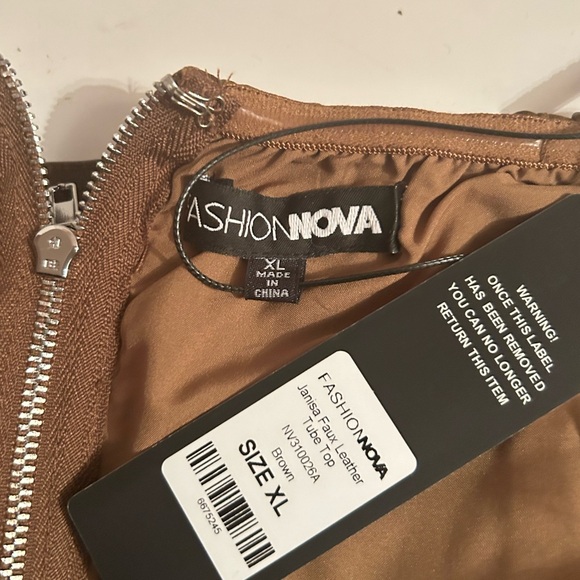 FASHIONNOVA
XL
MADE
IN
CHINA
WARNING!
ONCE THIS LABEL
HAS BEEN REMOVED
YOU CAN NO LONGER
RETURN THIS ITEM
FASHIONNOVA
Janisa Faux Leather
Tube Top
NV310026A
Brown
SIZE XL
6675245